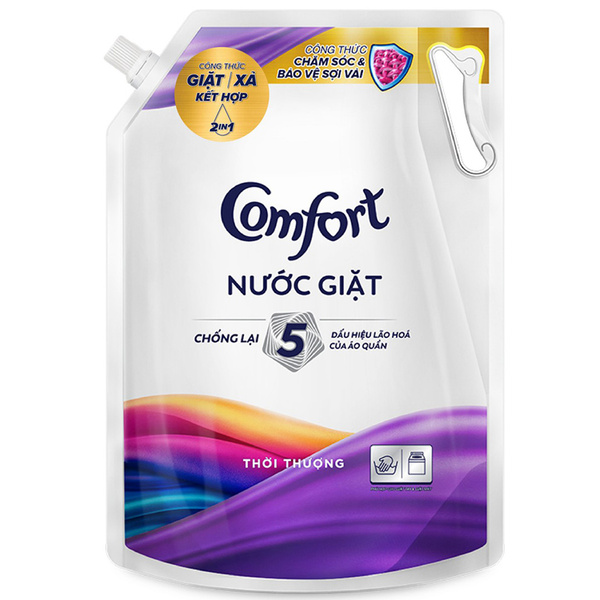 CÔNG THỨC
GIẶT/XẢ
KẾT HỢP
2IN1
CÔNG THỨC
CHĂM SÓC &
BẢO VỆ SỢI VẢI
Comfort
NƯỚC GIẶT
CHỐNG LẠI
5
DẤU HIỆU LÃO HOÁ
CỦA ÁO QUẦN
THỜI THƯỢNG